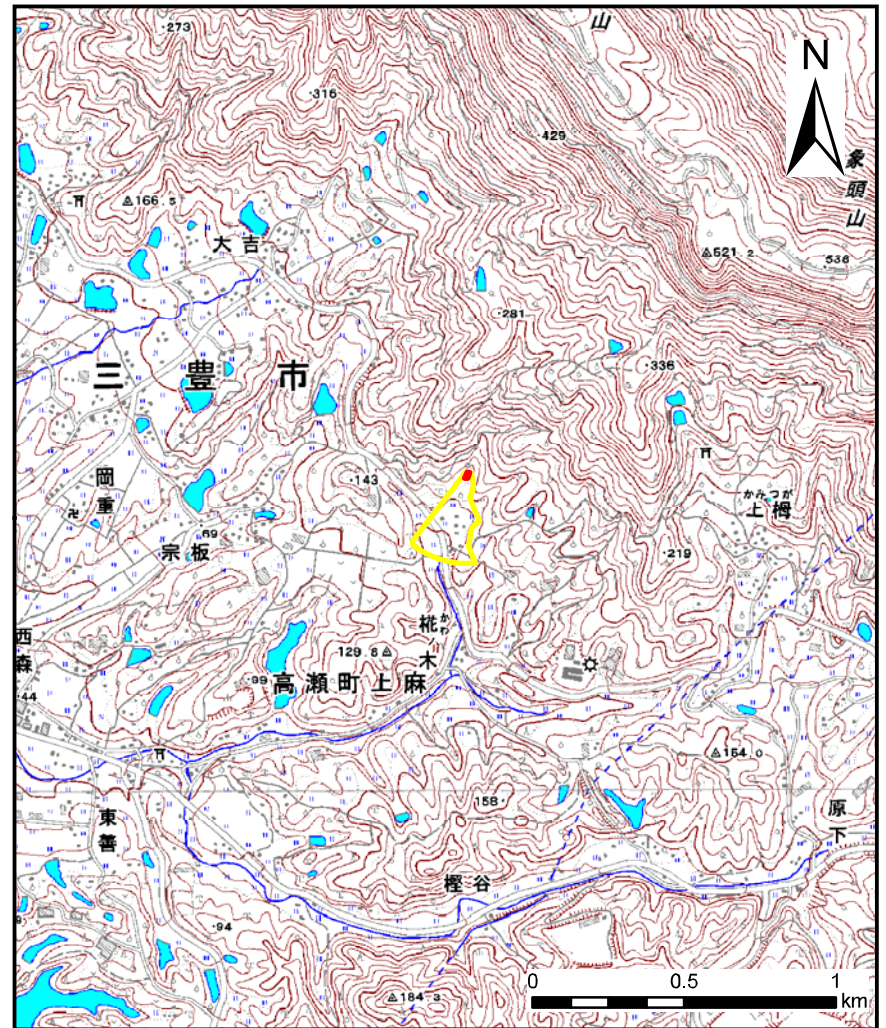 山
·273
N
·316
·429
象頭山
166.5
大吉
521.2
·538
·281
·336
三豊市
·143
岡重
かみつが
上栂
·69
宗板
·219
かわ
椛木
西森
129.8
·99
高瀬町上麻
·44
154.0
158
原下
東善
樫谷
·94
184.3
0 0.5 1
km